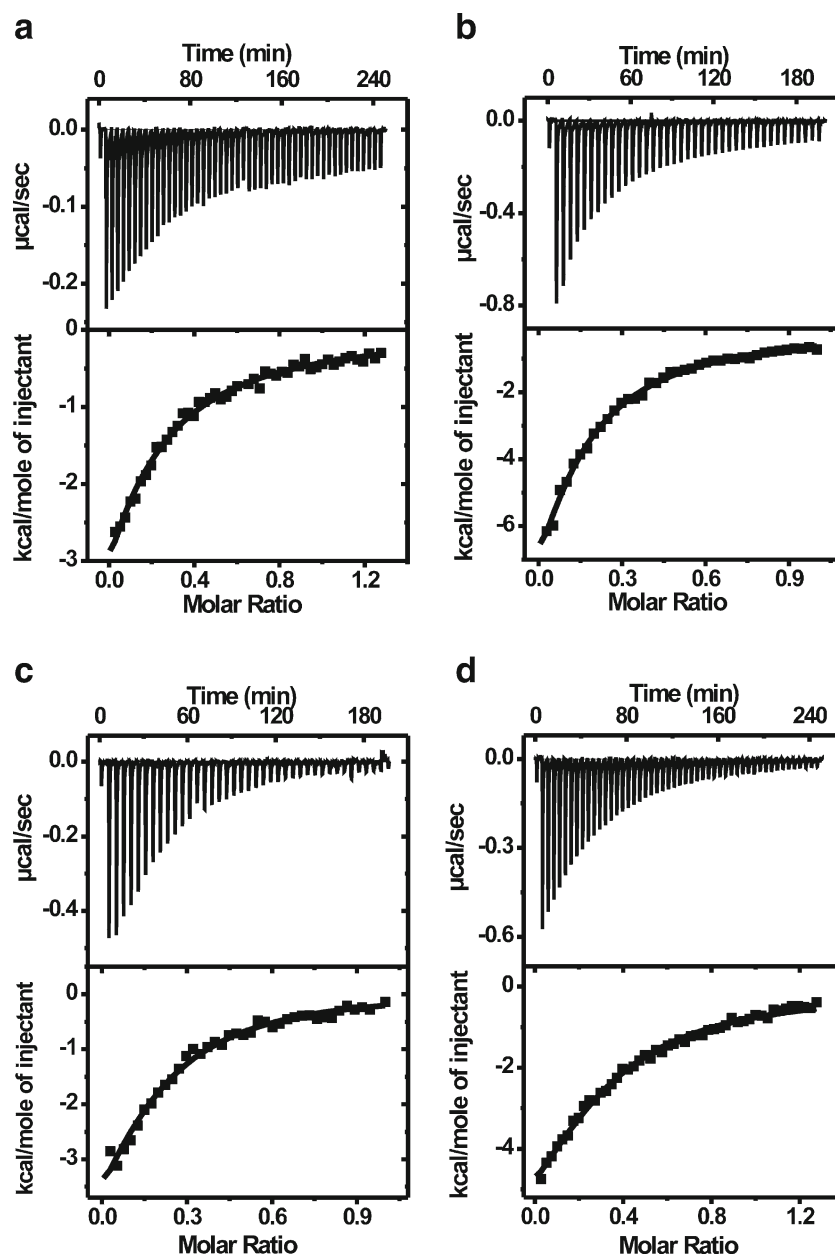 a
Time (min)
0 80 160 240
0.0
-0.1
-0.2
µcal/sec
0
-1
-2
-3
kcal/mole of injectant
0.0 0.4 0.8 1.2
Molar Ratio
b
Time (min)
0 60 120 180
0.0
-0.4
-0.8
µcal/sec
-2
-4
-6
kcal/mole of injectant
0.0 0.3 0.6 0.9
Molar Ratio
c
Time (min)
0 60 120 180
0.0
-0.2
-0.4
µcal/sec
0
-1
-2
-3
kcal/mole of injectant
0.0 0.3 0.6 0.9
Molar Ratio
d
Time (min)
0 80 160 240
0.0
-0.3
-0.6
µcal/sec
0
-2
-4
kcal/mole of injectant
0.0 0.4 0.8 1.2
Molar Ratio